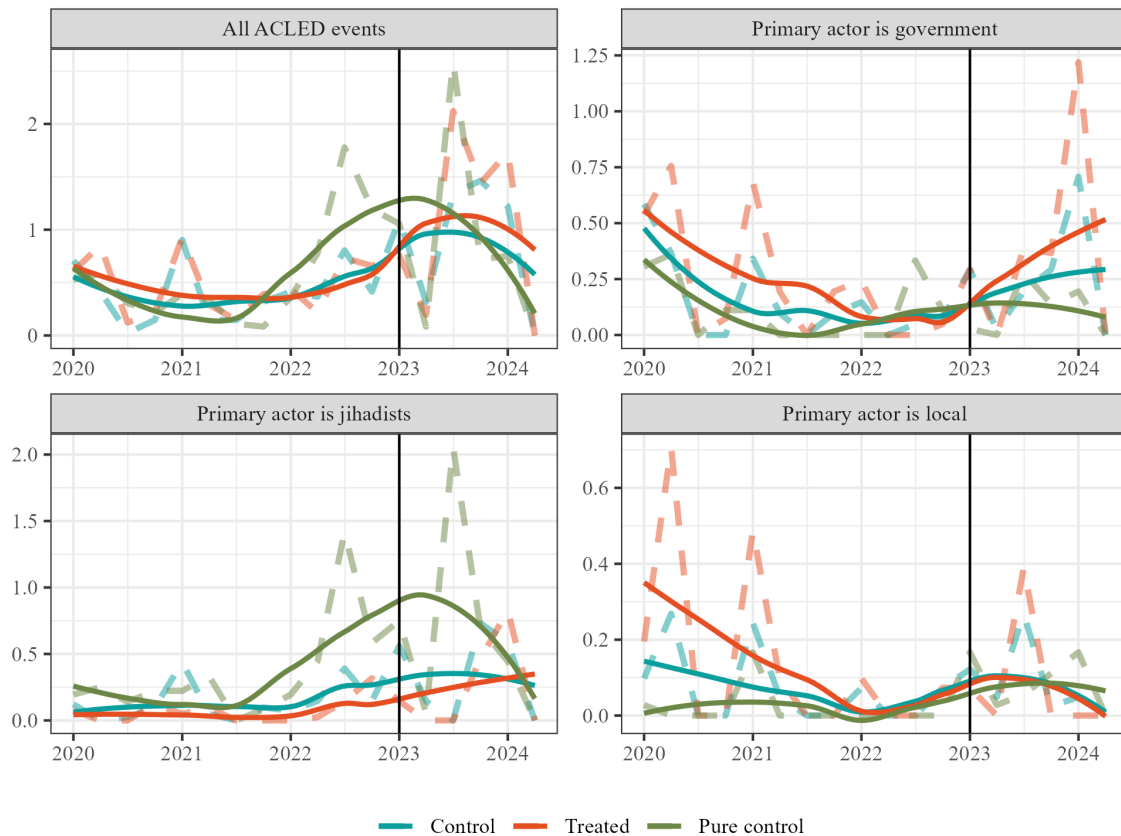 All ACLED events
Primary actor is government
2
1
0
2020 2021 2022 2023 2024
1.25
1.00
0.75
0.50
0.25
0.00
2020 2021 2022 2023 2024
Primary actor is jihadists
Primary actor is local
2.0
1.5
1.0
0.5
0.0
2020 2021 2022 2023 2024
0.6
0.4
0.2
0.0
2020 2021 2022 2023 2024
Control Treated Pure control